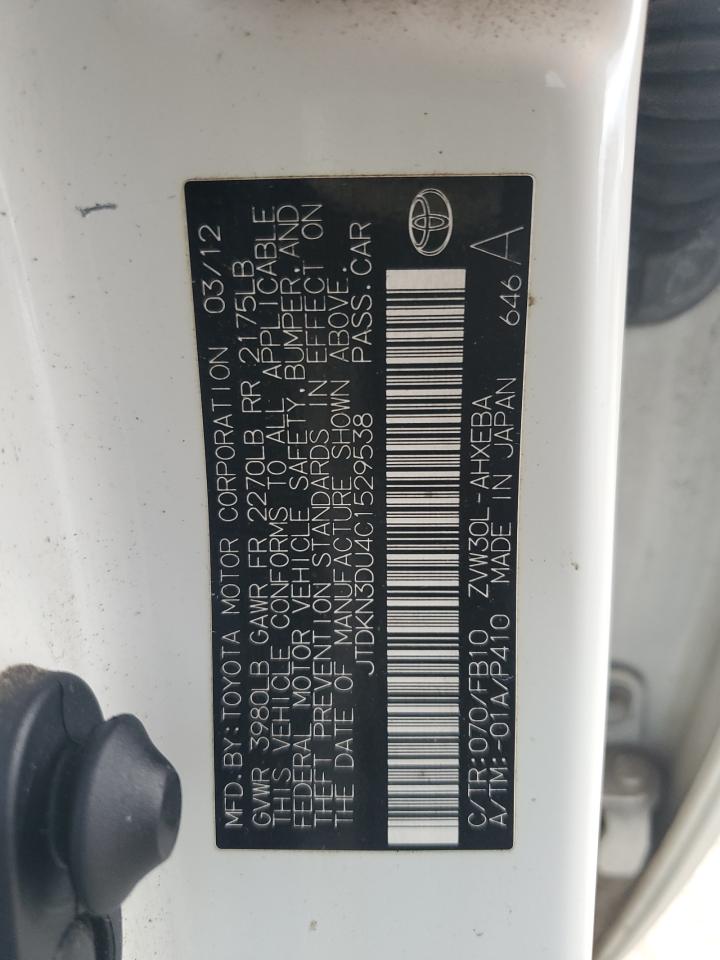 MFD.BY:TOYOTA MOTOR CORPORATION 03/12
GVWR 3980LB GAWR FR 2270LB RR 2175LB
THIS VEHICLE CONFORMS TO ALL APPLICABLE
FEDERAL MOTOR VEHICLE SAFETY,BUMPER,AND
THEFT PREVENTION STANDARDS IN EFFECT ON
THE DATE OF MANUFACTURE SHOWN ABOVE.
JTDKN3DU4C1529538 PASS.CAR
C/TR:070/FB10 ZVW30L-AHXEBA
A/TM:-01A/P410 MADE IN JAPAN 646 A